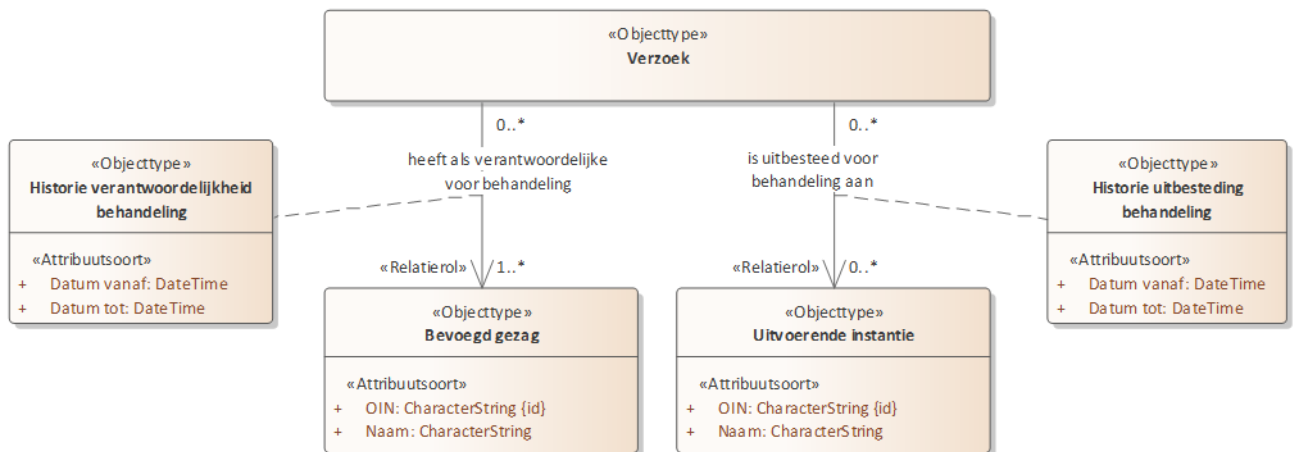 «Objecttype»
Verzoek
0..*
0..*
heeft als verantwoordelijke
voor behandeling
is uitbesteed voor
behandeling aan
«Objecttype»
Historie verantwoordelijkheid
behandeling
«Attribuutsoort»
+ Datum vanaf: DateTime
+ Datum tot: DateTime
«Objecttype»
Historie uitbesteding
behandeling
«Attribuutsoort»
+ Datum vanaf: DateTime
+ Datum tot: DateTime
«Relatierol» 1..*
«Relatierol» 0..*
«Objecttype»
Bevoegd gezag
«Attribuutsoort»
+ OIN: CharacterString {id}
+ Naam: CharacterString
«Objecttype»
Uitvoerende instantie
«Attribuutsoort»
+ OIN: CharacterString {id}
+ Naam: CharacterString